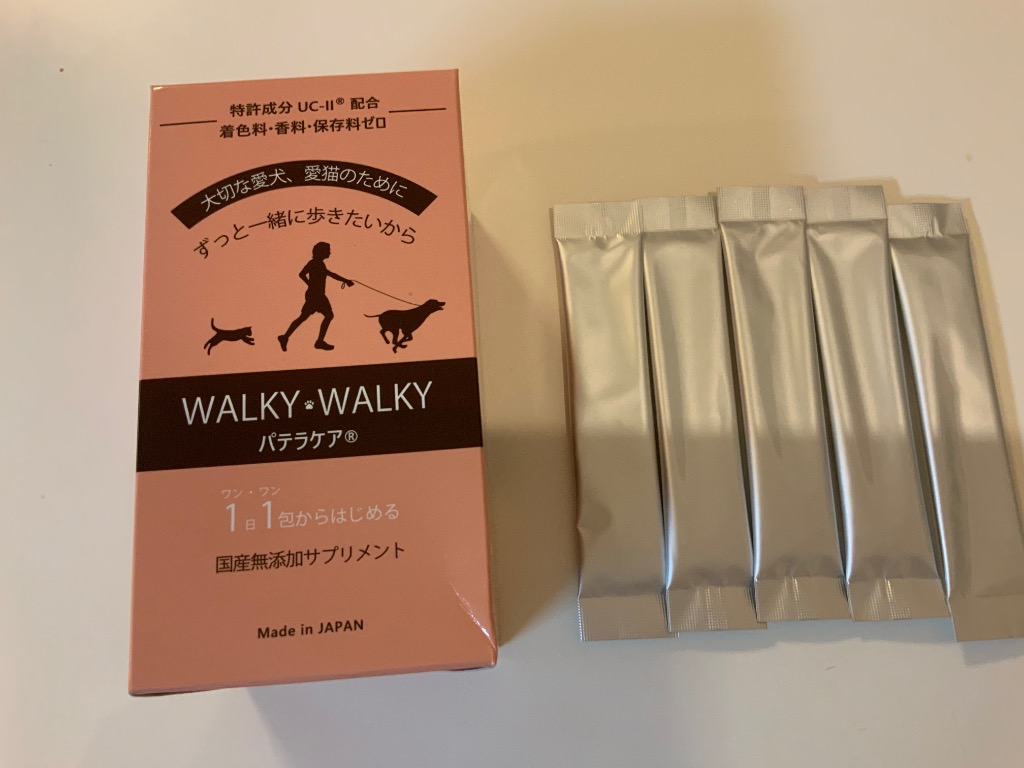 特許成分 UC-II® 配合
着色料・香料・保存料ゼロ
大切な愛犬、愛猫のために
ずっと一緒に歩きたいから
WALKY WALKY
パテラケア®
ワン・ワン
1日1包からはじめる
国産無添加サプリメント
Made in JAPAN